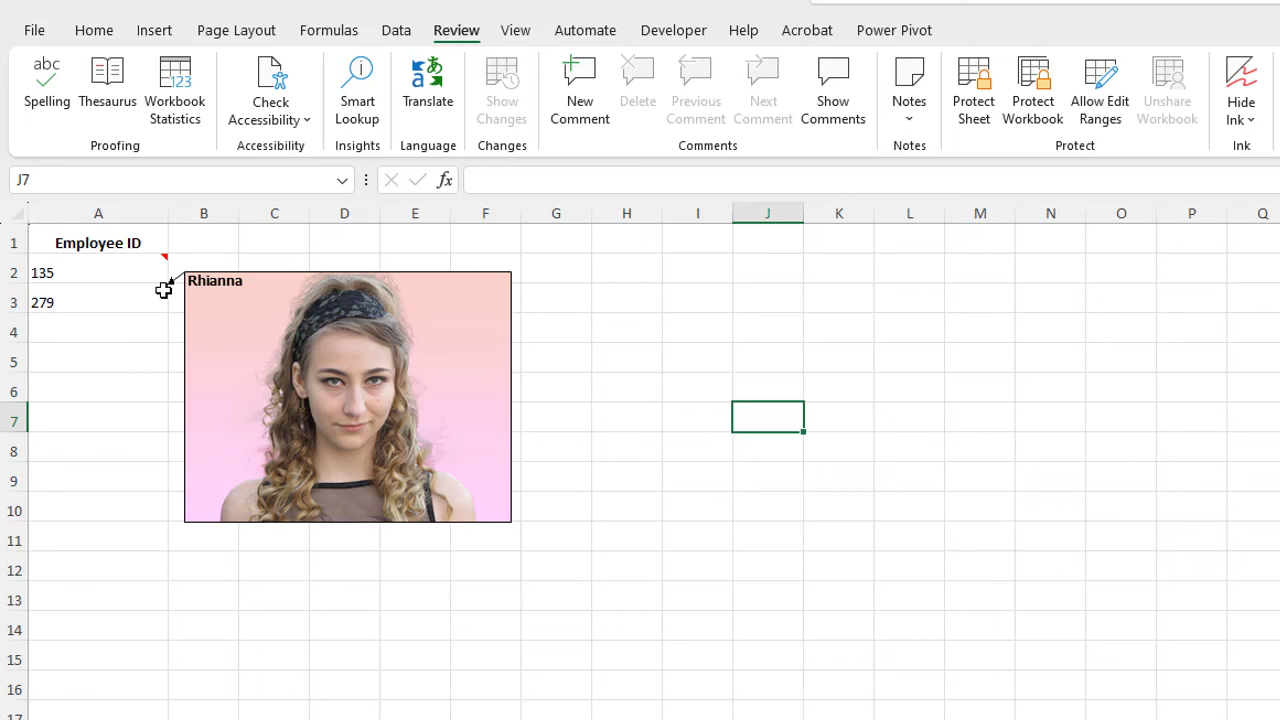 File Home Insert Page Layout Formulas Data Review View Automate Developer Help Acrobat Power Pivot
abc 123
Spelling Thesaurus Workbook Statistics Check Accessibility Smart Lookup Translate Show Changes New Comment Delete Previous Comment Next Comment Show Comments Notes Protect Sheet Protect Workbook Allow Edit Ranges Unshare Workbook Hide Ink
Proofing Accessibility Insights Language Changes Comments Notes Protect Ink
J7 fx
A B C D E F G H I J K L M N O P Q
1 Employee ID
2 135 Rhianna
3 279
4
5
6
7
8
9
10
11
12
13
14
15
16
17